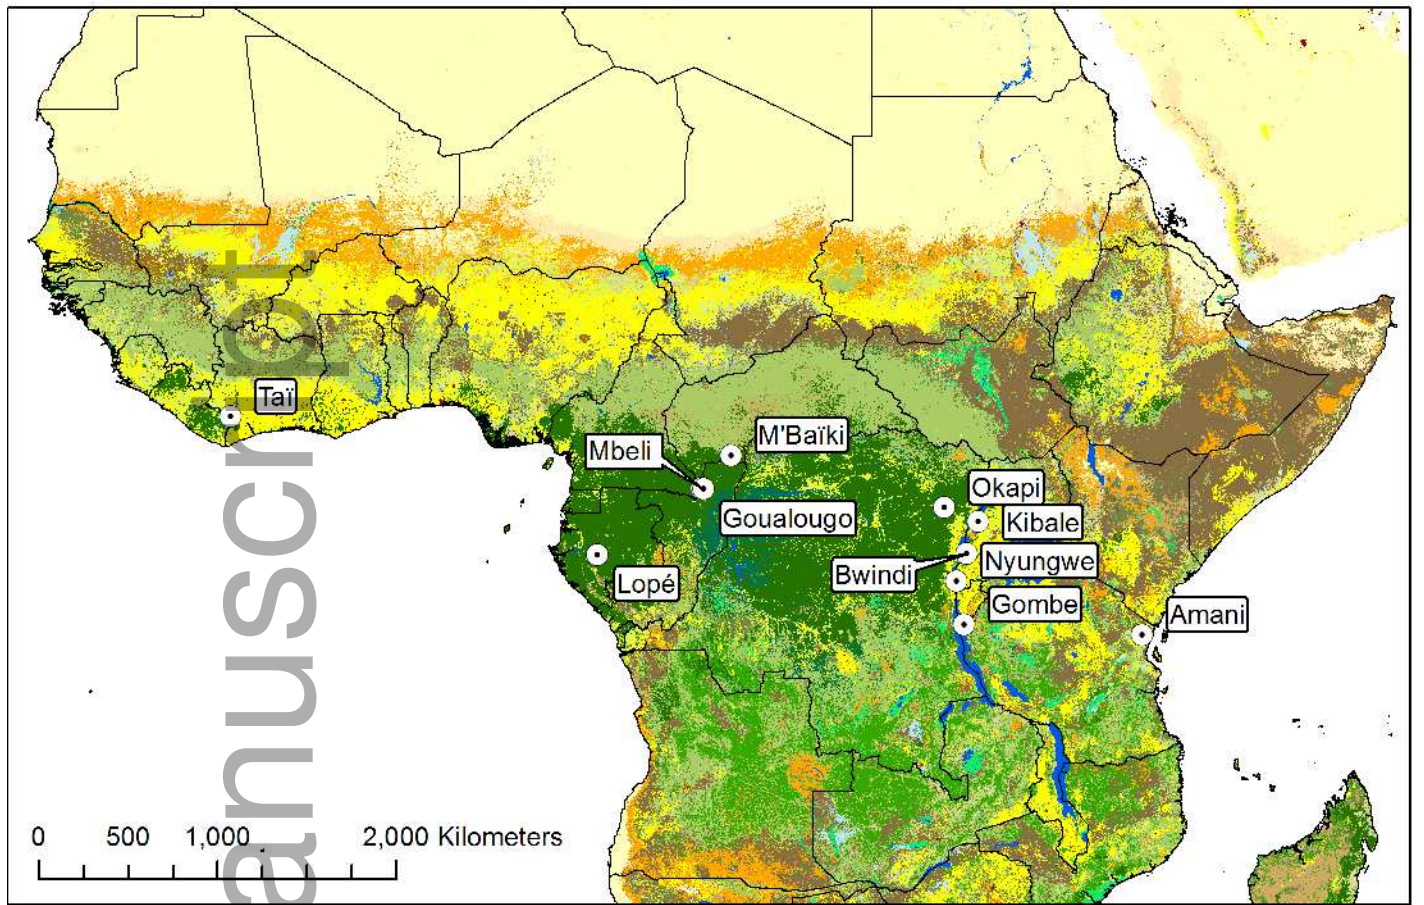 Taï
M'Baïki
Mbeli
Okapi
Goualougo
Kibale
Nyungwe
Bwindi
Lopé
Gombe
Amani
0 500 1,000 2,000 Kilometers
anuscript